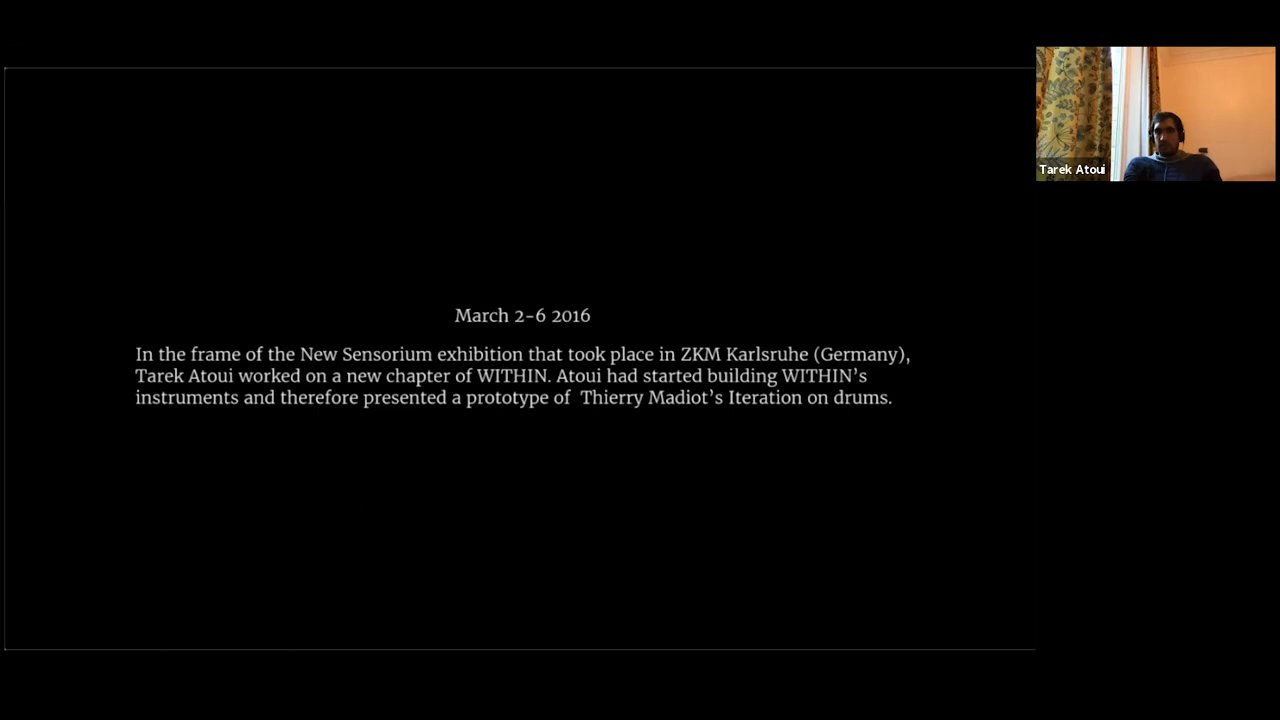 March 2-6 2016
In the frame of the New Sensorium exhibition that took place in ZKM Karlsruhe (Germany),
Tarek Atoui worked on a new chapter of WITHIN. Atoui had started building WITHIN’s
instruments and therefore presented a prototype of  Thierry Madiot’s Iteration on drums.
Tarek Atoui